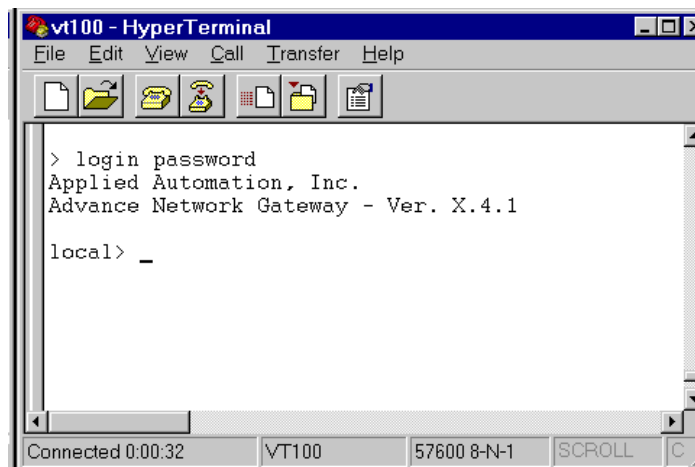 vt100 - HyperTerminal
File Edit View Call Transfer Help
> login password
Applied Automation, Inc.
Advance Network Gateway - Ver. X.4.1
local> _
Connected 0:00:32 VT100 57600 8-N-1 SCROLL C